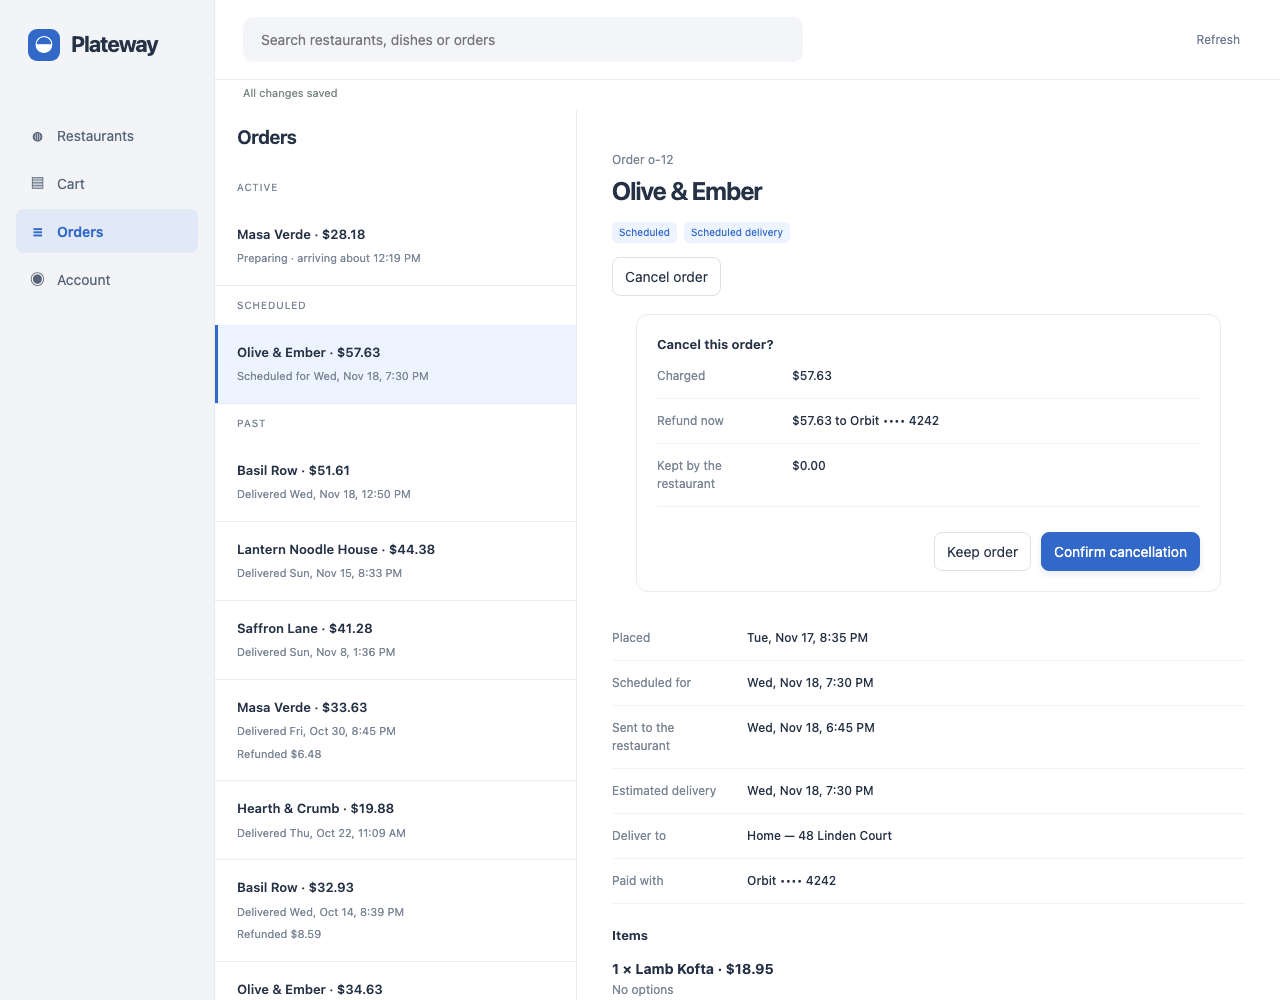 Plateway
Restaurants
Cart
Orders
Account
Search restaurants, dishes or orders
Refresh
All changes saved
Orders
ACTIVE
Masa Verde · $28.18
Preparing · arriving about 12:19 PM
SCHEDULED
Olive & Ember · $57.63
Scheduled for Wed, Nov 18, 7:30 PM
PAST
Basil Row · $51.61
Delivered Wed, Nov 18, 12:50 PM
Lantern Noodle House · $44.38
Delivered Sun, Nov 15, 8:33 PM
Saffron Lane · $41.28
Delivered Sun, Nov 8, 1:36 PM
Masa Verde · $33.63
Delivered Fri, Oct 30, 8:45 PM
Refunded $6.48
Hearth & Crumb · $19.88
Delivered Thu, Oct 22, 11:09 AM
Basil Row · $32.93
Delivered Wed, Oct 14, 8:39 PM
Refunded $8.59
Olive & Ember · $34.63
Order o-12
Olive & Ember
Scheduled
Scheduled delivery
Cancel order
Cancel this order?
Charged $57.63
Refund now $57.63 to Orbit •••• 4242
Kept by the $0.00
restaurant
Keep order
Confirm cancellation
Placed Tue, Nov 17, 8:35 PM
Scheduled for Wed, Nov 18, 7:30 PM
Sent to the Wed, Nov 18, 6:45 PM
restaurant
Estimated delivery Wed, Nov 18, 7:30 PM
Deliver to Home — 48 Linden Court
Paid with Orbit •••• 4242
Items
1 × Lamb Kofta · $18.95
No options